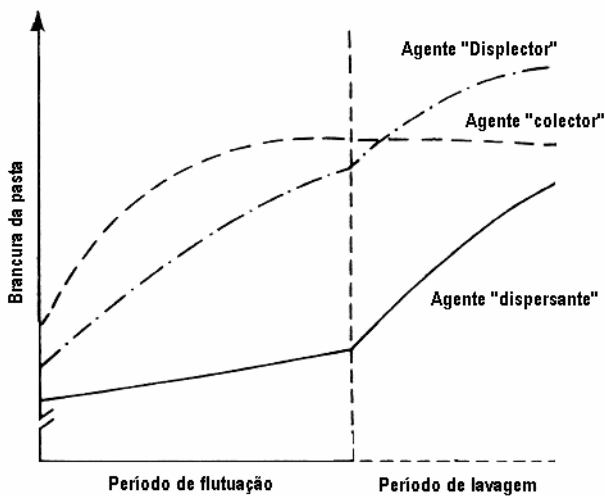 Agente "Displector"
Agente "colector"
Brancura da pasta
Agente "dispersante"
Período de flutuação
Período de lavagem